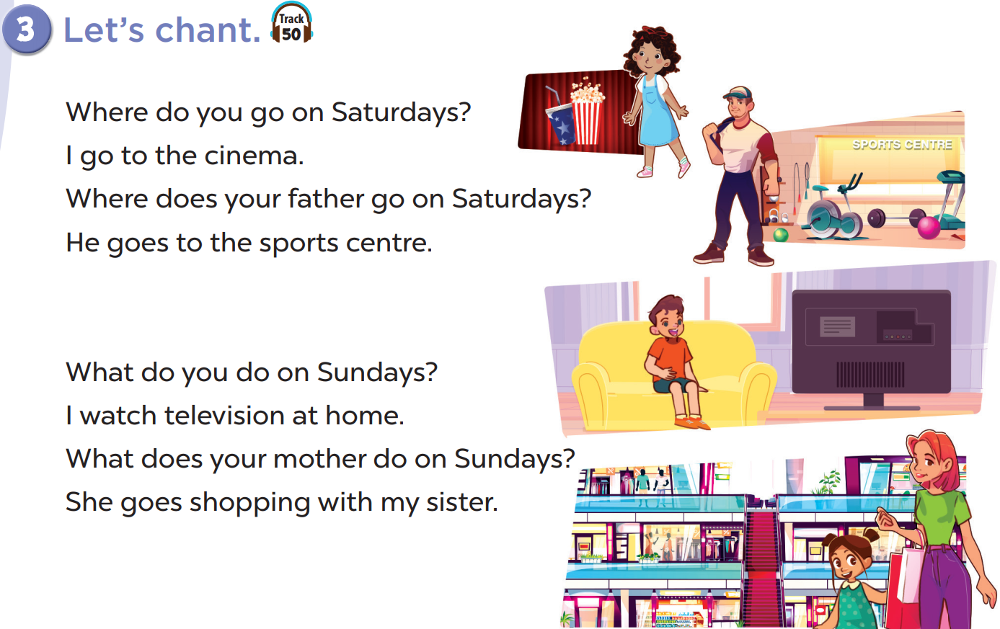 3 Let's chant. Track 50
Where do you go on Saturdays?
I go to the cinema.
Where does your father go on Saturdays?
He goes to the sports centre.
SPORTS CENTRE
What do you do on Sundays?
I watch television at home.
What does your mother do on Sundays?
She goes shopping with my sister.